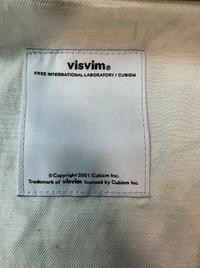 visvim®
FREE INTERNATIONAL LABORATORY / CUBISM
© Copyright 2001 Cubism Inc.
Trademark of visvim licensed by Cubism Inc.